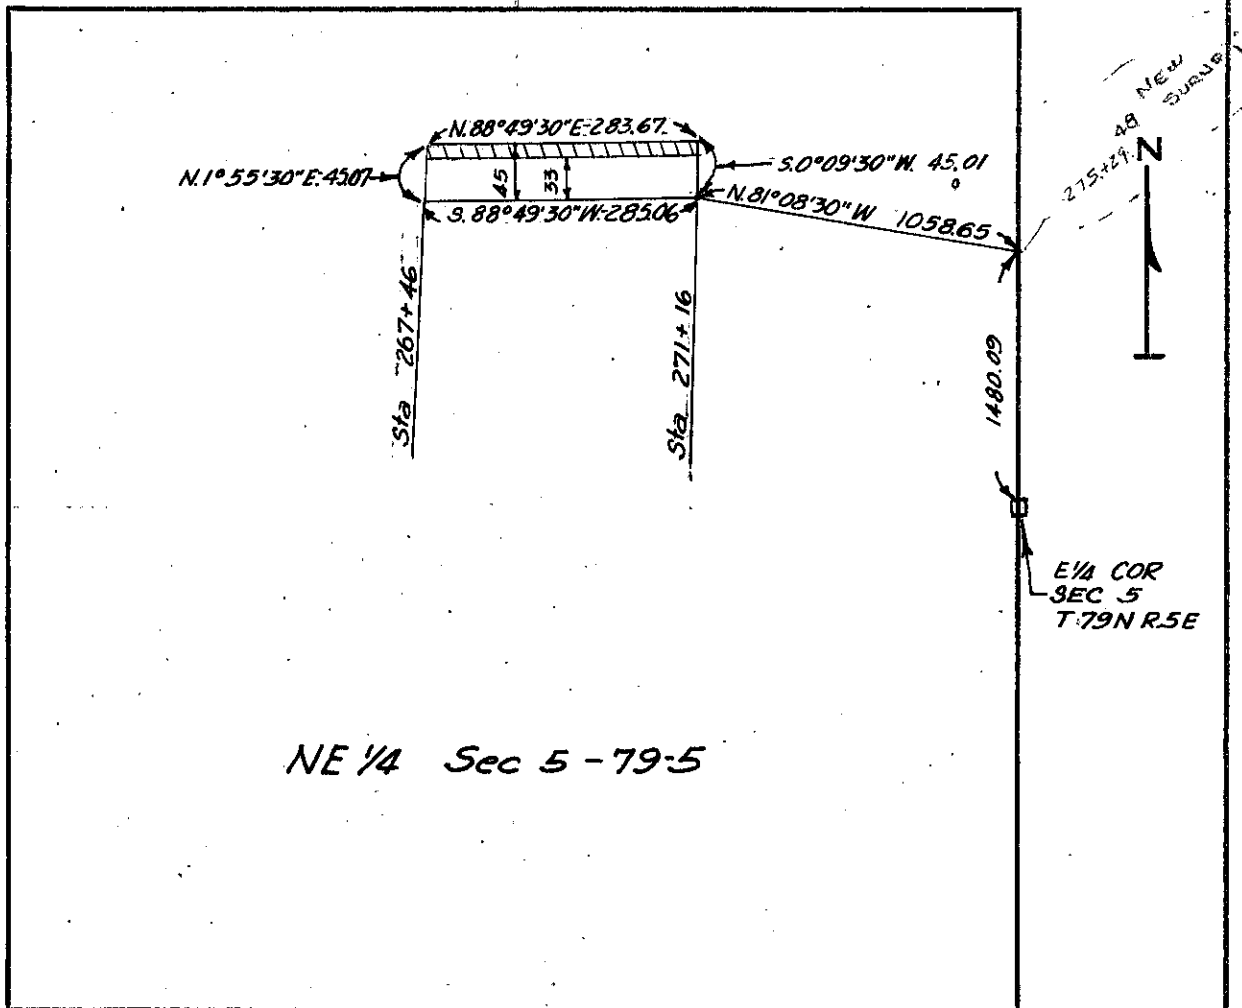 NEW
48
275+29.
N
N.88°49'30"E-283.67
N.1°55'30"E-45.07
45
33
S.0°09'30"W. 45.01
S.88°49'30"W-285.06
N.81°08'30"W 1058.65
Sta 267+46
Sta 271+16
1480.09
E1/4 COR
SEC 5
T.79N R.5E
NE 1/4 Sec 5-79-5